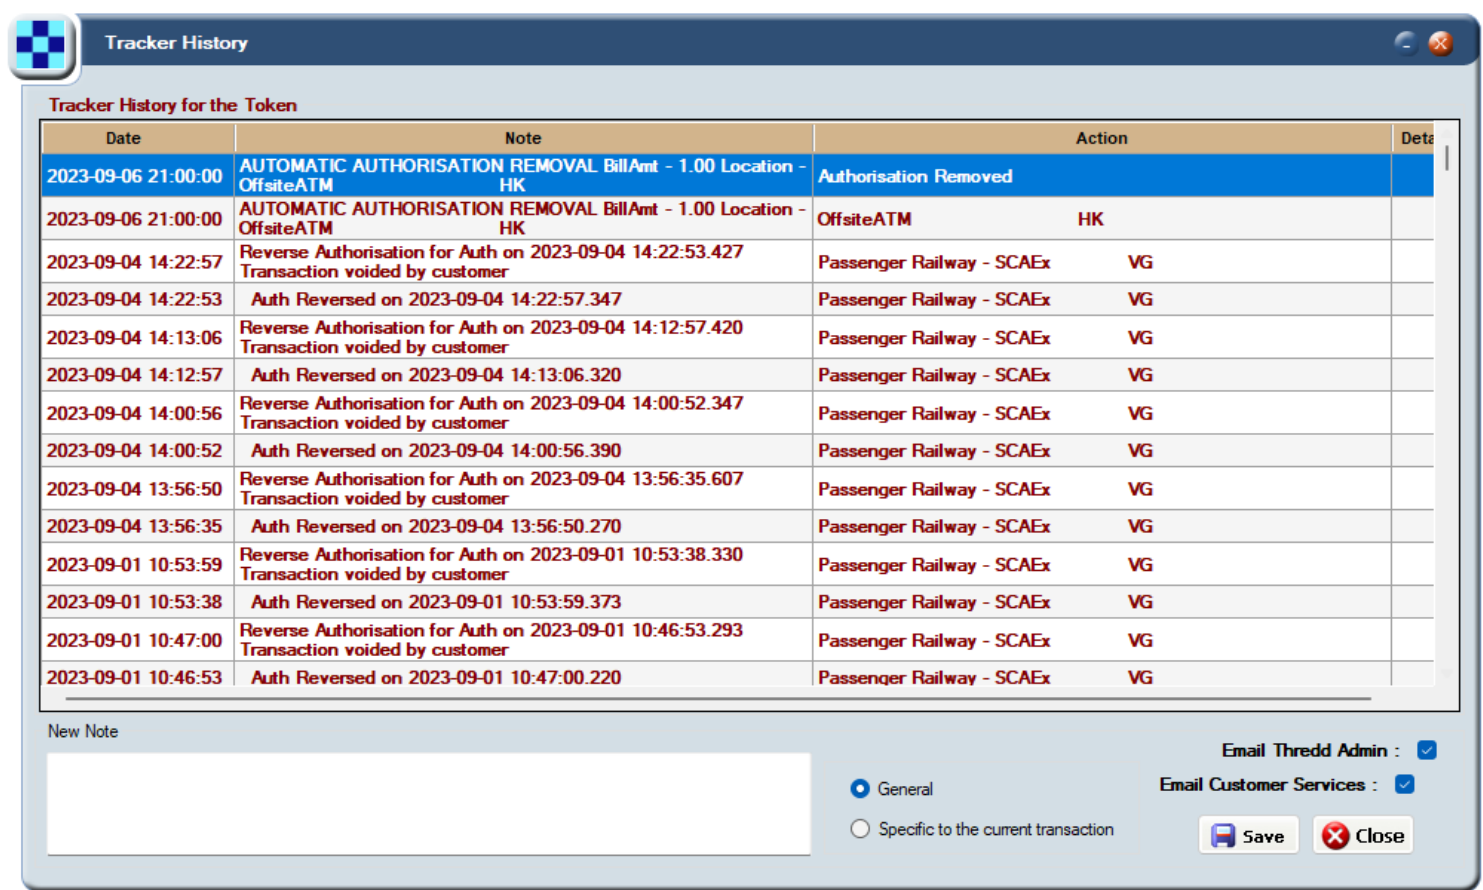 Tracker History
Tracker History for the Token
Date Note Action Deta
2023-09-06 21:00:00 AUTOMATIC AUTHORISATION REMOVAL BillAmt - 1.00 Location - Authorisation Removed
OffsiteATM HK
2023-09-06 21:00:00 AUTOMATIC AUTHORISATION REMOVAL BillAmt - 1.00 Location - OffsiteATM HK
OffsiteATM HK
2023-09-04 14:22:57 Reverse Authorisation for Auth on 2023-09-04 14:22:53.427 Passenger Railway - SCAEx VG
Transaction voided by customer
2023-09-04 14:22:53 Auth Reversed on 2023-09-04 14:22:57.347 Passenger Railway - SCAEx VG
2023-09-04 14:13:06 Reverse Authorisation for Auth on 2023-09-04 14:12:57.420 Passenger Railway - SCAEx VG
Transaction voided by customer
2023-09-04 14:12:57 Auth Reversed on 2023-09-04 14:13:06.320 Passenger Railway - SCAEx VG
2023-09-04 14:00:56 Reverse Authorisation for Auth on 2023-09-04 14:00:52.347 Passenger Railway - SCAEx VG
Transaction voided by customer
2023-09-04 14:00:52 Auth Reversed on 2023-09-04 14:00:56.390 Passenger Railway - SCAEx VG
2023-09-04 13:56:50 Reverse Authorisation for Auth on 2023-09-04 13:56:35.607 Passenger Railway - SCAEx VG
Transaction voided by customer
2023-09-04 13:56:35 Auth Reversed on 2023-09-04 13:56:50.270 Passenger Railway - SCAEx VG
2023-09-01 10:53:59 Reverse Authorisation for Auth on 2023-09-01 10:53:38.330 Passenger Railway - SCAEx VG
Transaction voided by customer
2023-09-01 10:53:38 Auth Reversed on 2023-09-01 10:53:59.373 Passenger Railway - SCAEx VG
2023-09-01 10:47:00 Reverse Authorisation for Auth on 2023-09-01 10:46:53.293 Passenger Railway - SCAEx VG
Transaction voided by customer
2023-09-01 10:46:53 Auth Reversed on 2023-09-01 10:47:00.220 Passenger Railway - SCAEx VG
New Note
Email Thredd Admin :
General
Email Customer Services :
Specific to the current transaction
Save Close